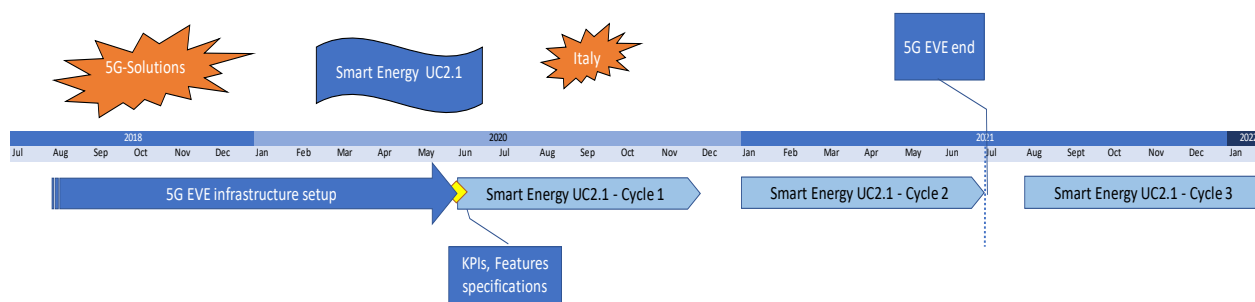 5G-Solutions
Smart Energy UC2.1
Italy
5G EVE end
2018 2020 2021 2022
Jul Aug Sep Oct Nov Dec Jan Feb Mar Apr May Jun Jul Aug Sep Oct Nov Dec Jan Feb Mar Apr May Jun Jul Aug Sept Oct Nov Dec Jan
5G EVE infrastructure setup
Smart Energy UC2.1 - Cycle 1
Smart Energy UC2.1 - Cycle 2
Smart Energy UC2.1 - Cycle 3
KPIs, Features
specifications